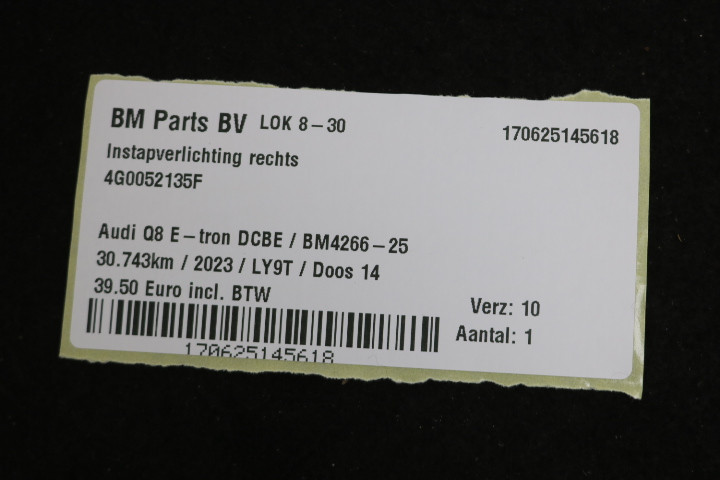 BM Parts BV LOK 8-30
170625145618
Instapverlichting rechts
4G0052135F
Audi Q8 E-tron DCBE / BM4266-25
30.743km / 2023 / LY9T / Doos 14
39.50 Euro incl. BTW
Verz: 10
Aantal: 1
170625145618